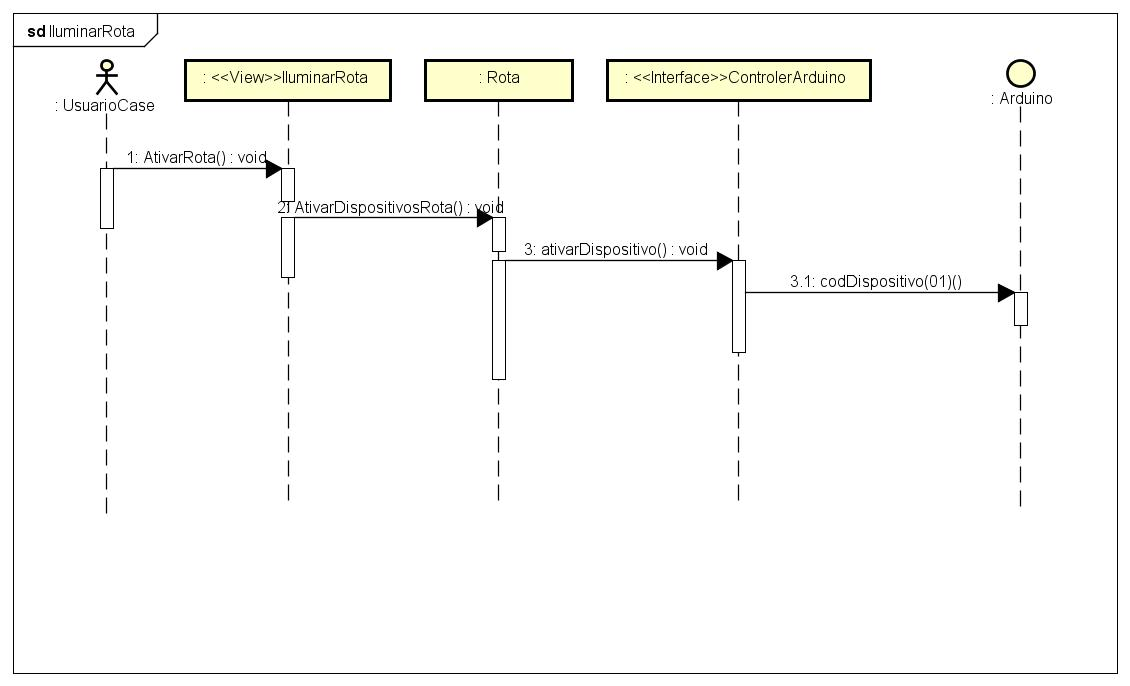 sd IluminarRota
: UsuarioCase
: <<View>>IluminarRota
: Rota
: <<Interface>>ControlerArduino
: Arduino
1: AtivarRota() : void
2: AtivarDispositivosRota() : void
3: ativarDispositivo() : void
3.1: codDispositivo(01)()